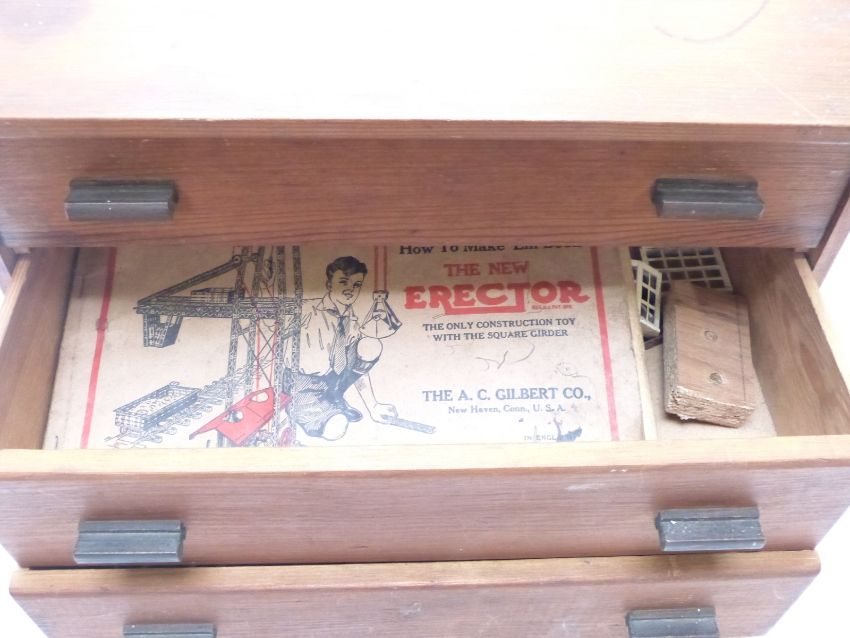 How To Make 'Em
THE NEW
ERECTOR
THE ONLY CONSTRUCTION TOY
WITH THE SQUARE GIRDER
THE A. C. GILBERT CO.,
New Haven, Conn., U. S. A.
IN